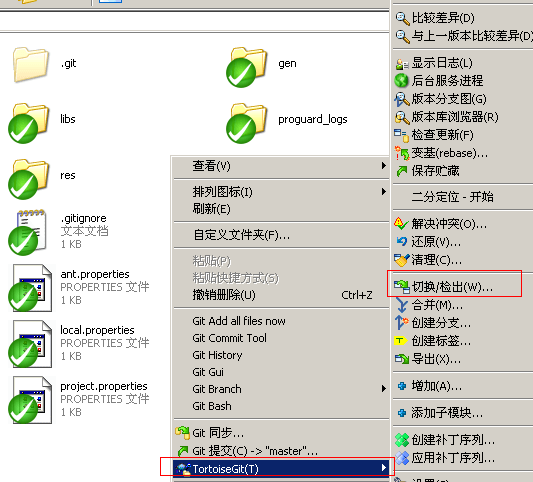 .git
gen
libs
proguard_logs
res
.gitignore
文本文档
1 KB
ant.properties
PROPERTIES 文件
1 KB
local.properties
PROPERTIES 文件
1 KB
project.properties
PROPERTIES 文件
1 KB
查看(V)
排列图标(I)
刷新(E)
自定义文件夹(F)...
粘贴(P)
粘贴快捷方式(S)
撤销删除(U) Ctrl+Z
Git Add all files now
Git Commit Tool
Git History
Git Gui
Git Branch
Git Bash
Git 同步...
Git 提交(C) -> "master"...
TortoiseGit(T)
比较差异(D)
与上一版本比较差异(D)
显示日志(L)
后台服务进程
版本分支图(G)
版本库浏览器(R)
检查更新(F)
变基(rebase)...
保存贮藏
二分定位 - 开始
解决冲突(O)...
还原(V)...
清理(C)...
切换/检出(W)...
合并(M)...
创建分支...
创建标签...
导出(X)...
增加(A)...
添加子模块...
创建补丁序列...
应用补丁序列...